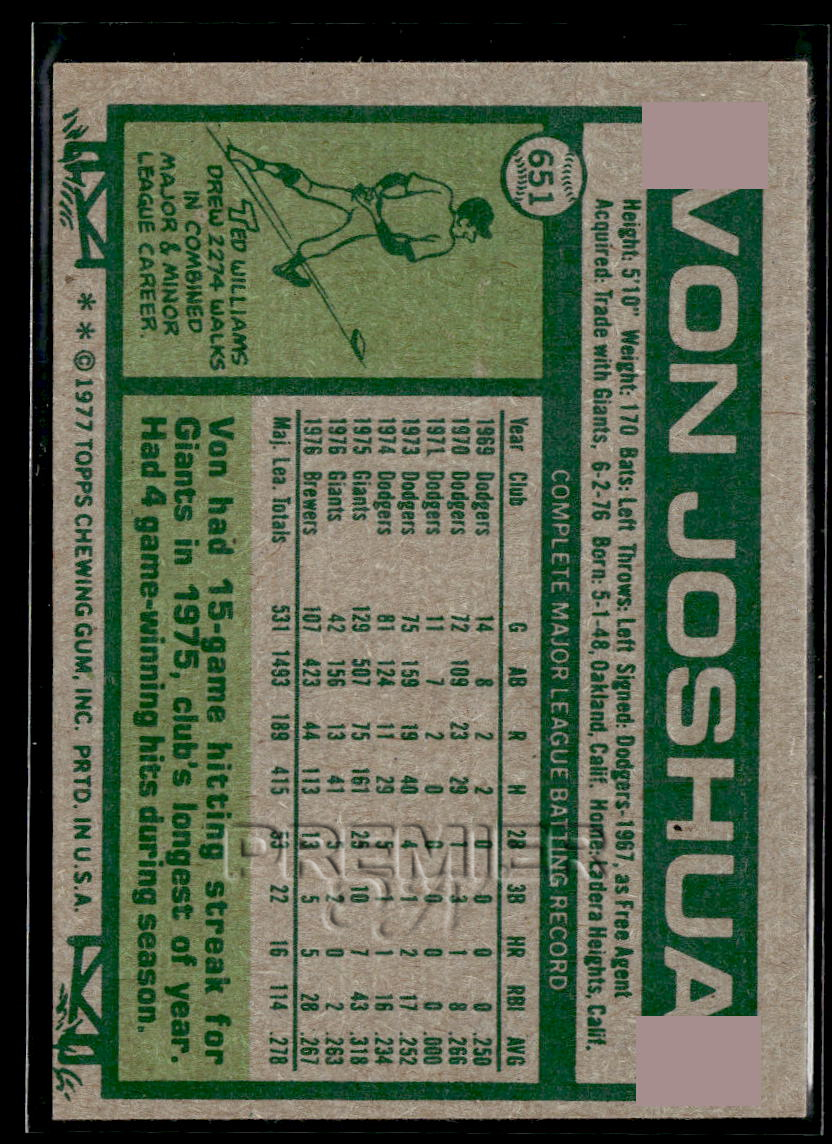 VON JOSHUA
Height: 5'10" Weight: 170 Bats: Left Throws: Left Signed: Dodgers-1967, as Free Agent
Acquired: Trade with Giants, 6-2-76 Born: 5-1-48, Oakland, Calif. Home: Ladera Heights, Calif.
651
COMPLETE MAJOR LEAGUE BATTING RECORD
Year Club G AB R H 2B 3B HR RBI AVG
1969 Dodgers 14 8 2 2 0 0 0 0 .250
1970 Dodgers 72 109 23 29 1 3 1 8 .266
1971 Dodgers 11 7 2 0 0 0 0 0 .000
1973 Dodgers 75 159 19 40 4 1 2 17 .252
1974 Dodgers 81 124 11 29 5 1 1 16 .234
1975 Giants 129 507 75 161 25 10 7 43 .318
1976 Giants 42 156 13 41 5 2 0 2 .263
1976 Brewers 107 423 44 113 13 5 5 28 .267
Maj. Lea. Totals 531 1493 189 415 53 22 16 114 .278
TED WILLIAMS
DREW 2274 WALKS
IN COMBINED
MAJOR & MINOR
LEAGUE CAREER.
Von had 15-game hitting streak for
Giants in 1975, club's longest of year.
Had 4 game-winning hits during season.
* * ©1977 TOPPS CHEWING GUM, INC. PRTD. IN U.S.A.
PREMIER